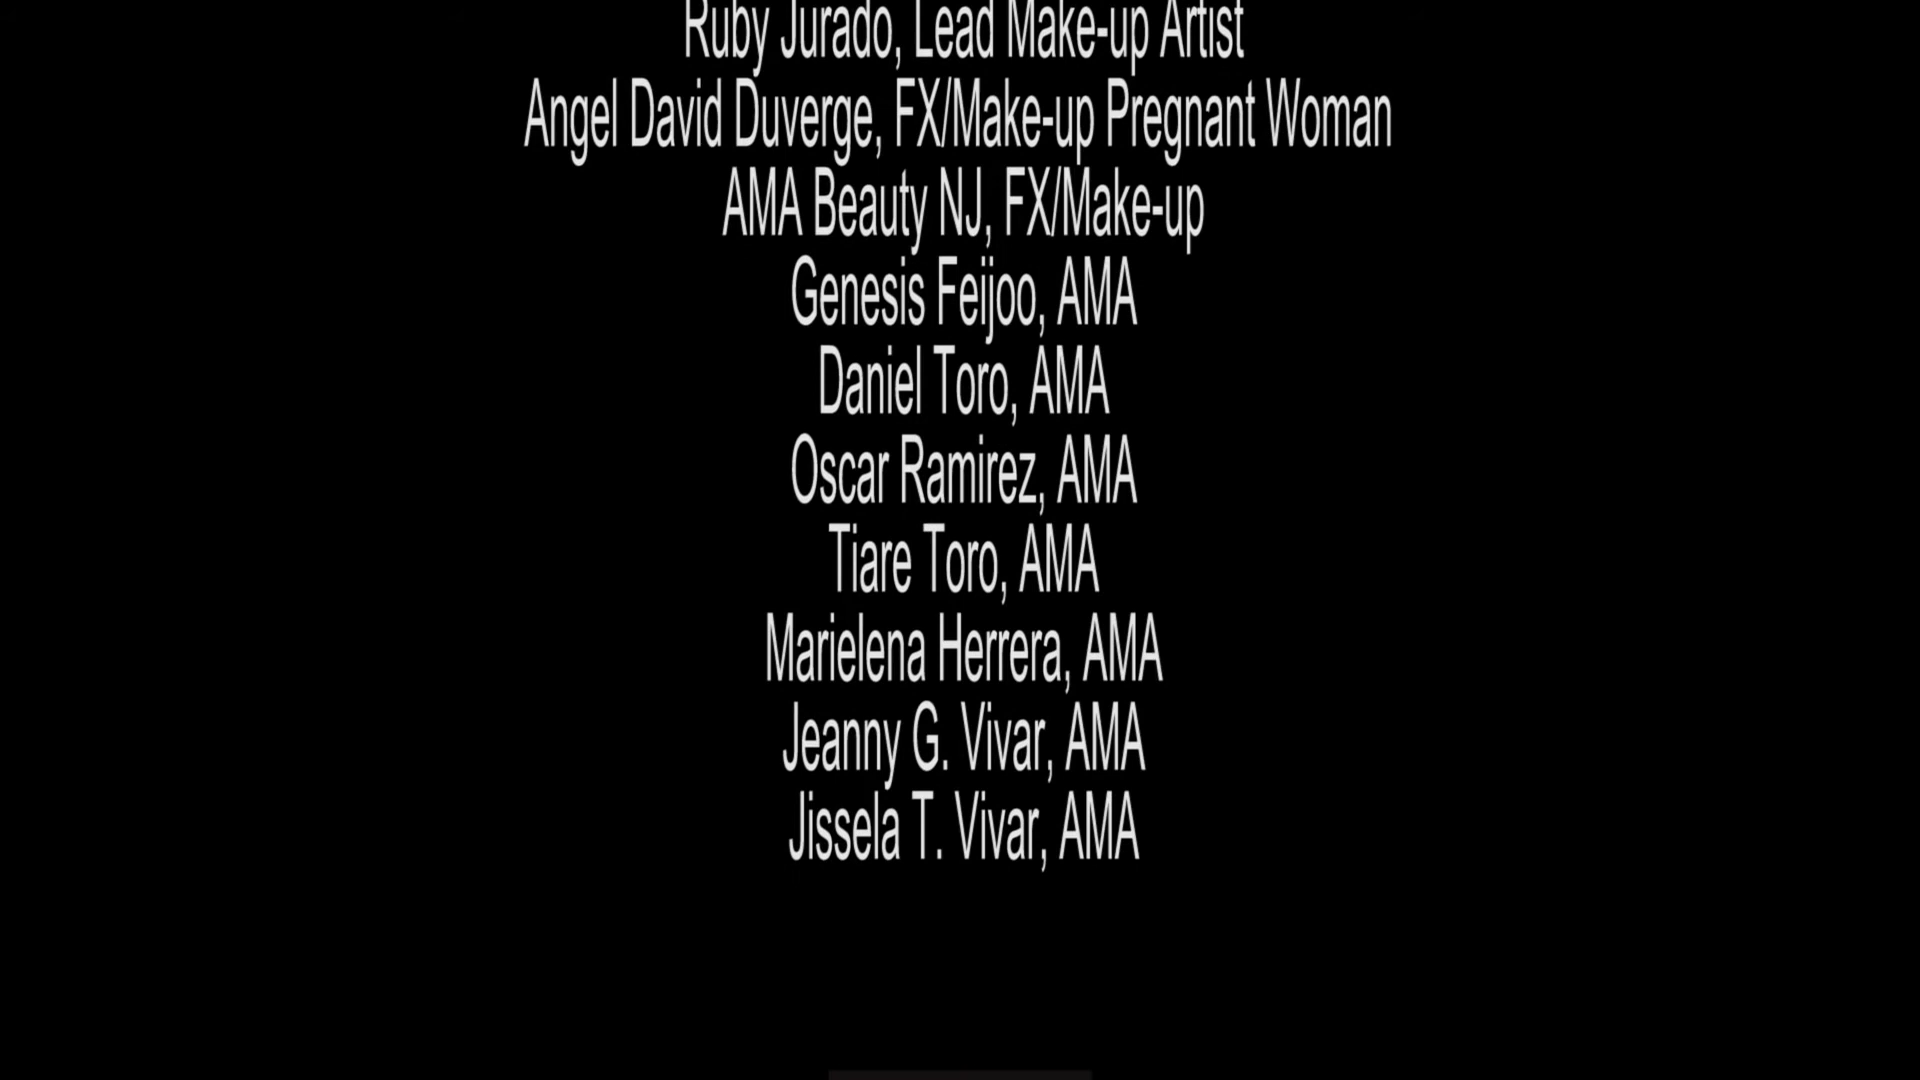 Ruby Jurado, Lead Make-up Artist
Angel David Duverge, FX/Make-up Pregnant Woman
AMA Beauty NJ, FX/Make-up
Genesis Feijoo, AMA
Daniel Toro, AMA
Oscar Ramirez, AMA
Tiare Toro, AMA
Marielena Herrera, AMA
Jeanny G. Vivar, AMA
Jissela T. Vivar, AMA